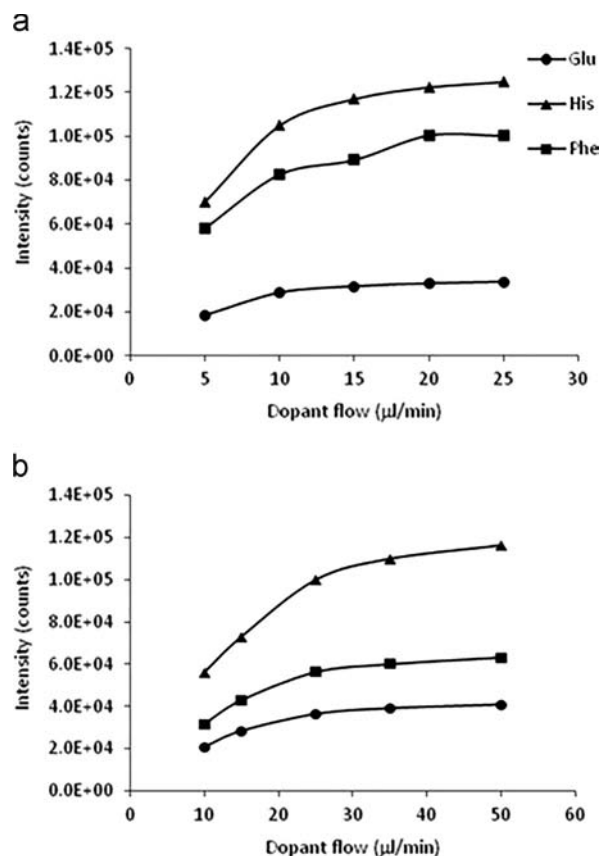 a
1.4E+05
1.2E+05
1.0E+05
8.0E+04
6.0E+04
4.0E+04
2.0E+04
0.0E+00
Intensity (counts)
0 5 10 15 20 25 30
Dopant flow (µl/min)
Glu
His
Phe
b
1.4E+05
1.2E+05
1.0E+05
8.0E+04
6.0E+04
4.0E+04
2.0E+04
0.0E+00
Intensity (counts)
0 10 20 30 40 50 60
Dopant flow (µl/min)